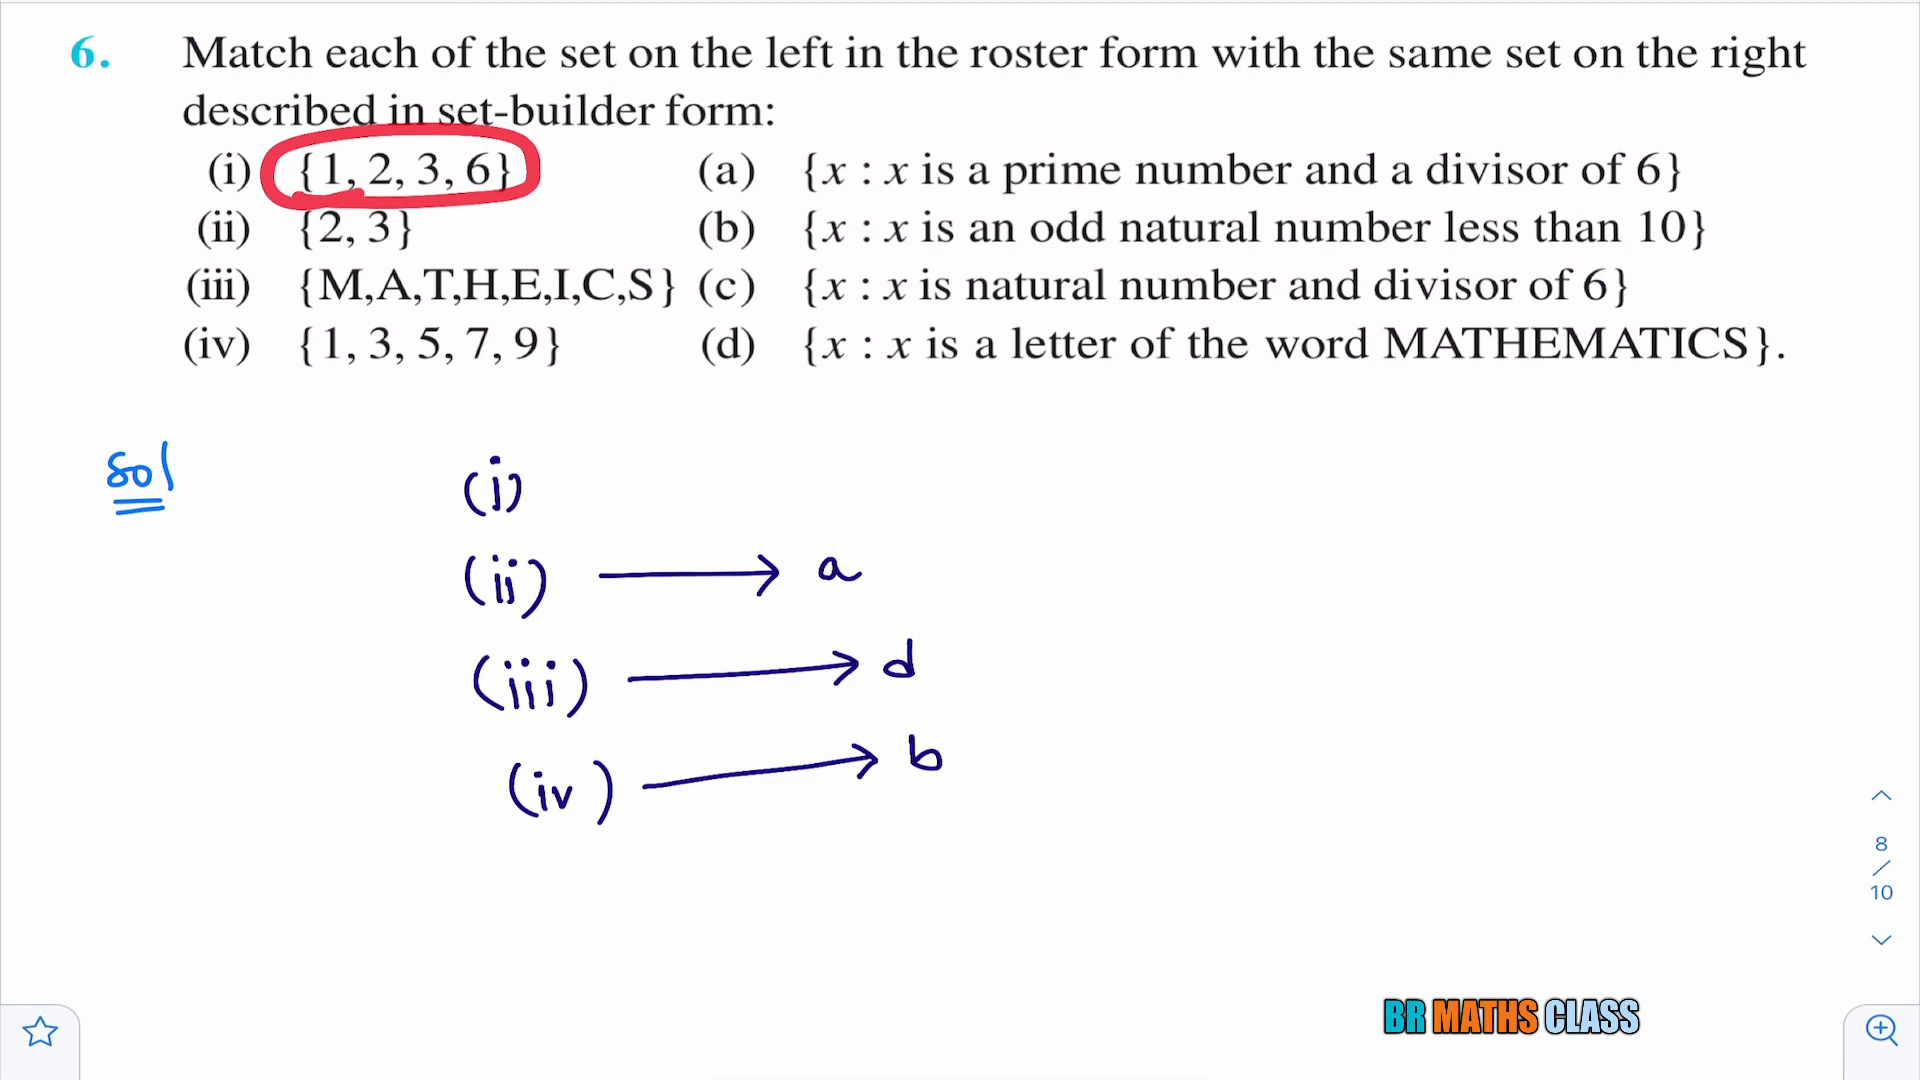 6. Match each of the set on the left in the roster form with the same set on the right
described in set-builder form:
(i) {1, 2, 3, 6} (a) {x : x is a prime number and a divisor of 6}
(ii) {2, 3} (b) {x : x is an odd natural number less than 10}
(iii) {M,A,T,H,E,I,C,S} (c) {x : x is natural number and divisor of 6}
(iv) {1, 3, 5, 7, 9} (d) {x : x is a letter of the word MATHEMATICS}.
Sol
(i)
(ii) → a
(iii) → d
(iv) → b
8
/
10
BR MATHS CLASS